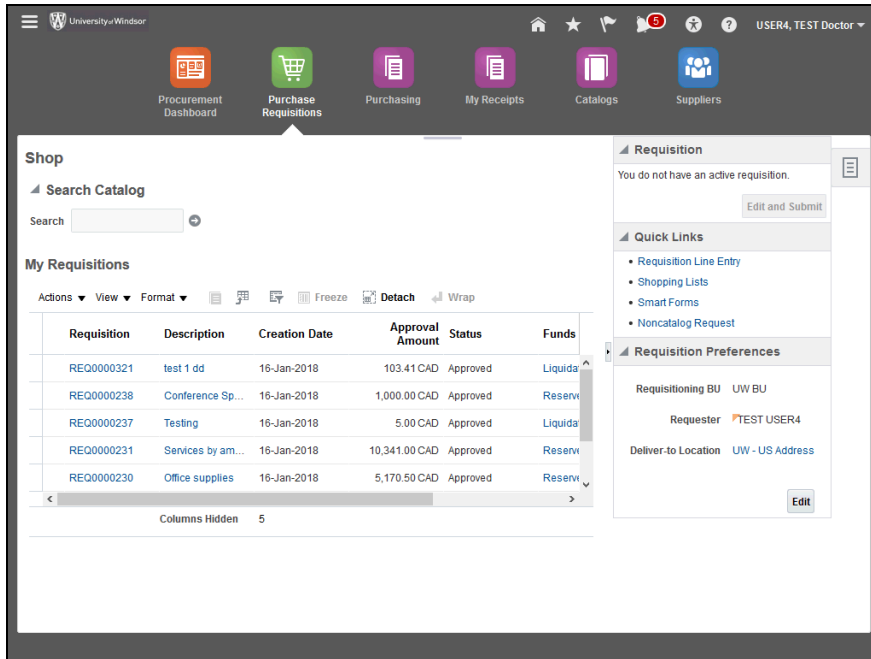 University of Windsor
5
USER4, TEST Doctor
Procurement Dashboard
Purchase Requisitions
Purchasing
My Receipts
Catalogs
Suppliers
Shop
Search Catalog
Search
My Requisitions
Actions View Format Freeze Detach Wrap
Requisition Description Creation Date Approval Amount Status Funds
REQ0000321 test 1 dd 16-Jan-2018 103.41 CAD Approved Liquida
REQ0000238 Conference Sp... 16-Jan-2018 1,000.00 CAD Approved Reserve
REQ0000237 Testing 16-Jan-2018 5.00 CAD Approved Liquida
REQ0000231 Services by am... 16-Jan-2018 10,341.00 CAD Approved Reserve
REQ0000230 Office supplies 16-Jan-2018 5,170.50 CAD Approved Reserve
Columns Hidden 5
Requisition
You do not have an active requisition.
Edit and Submit
Quick Links
• Requisition Line Entry
• Shopping Lists
• Smart Forms
• Noncatalog Request
Requisition Preferences
Requisitioning BU UW BU
Requester TEST USER4
Deliver-to Location UW - US Address
Edit